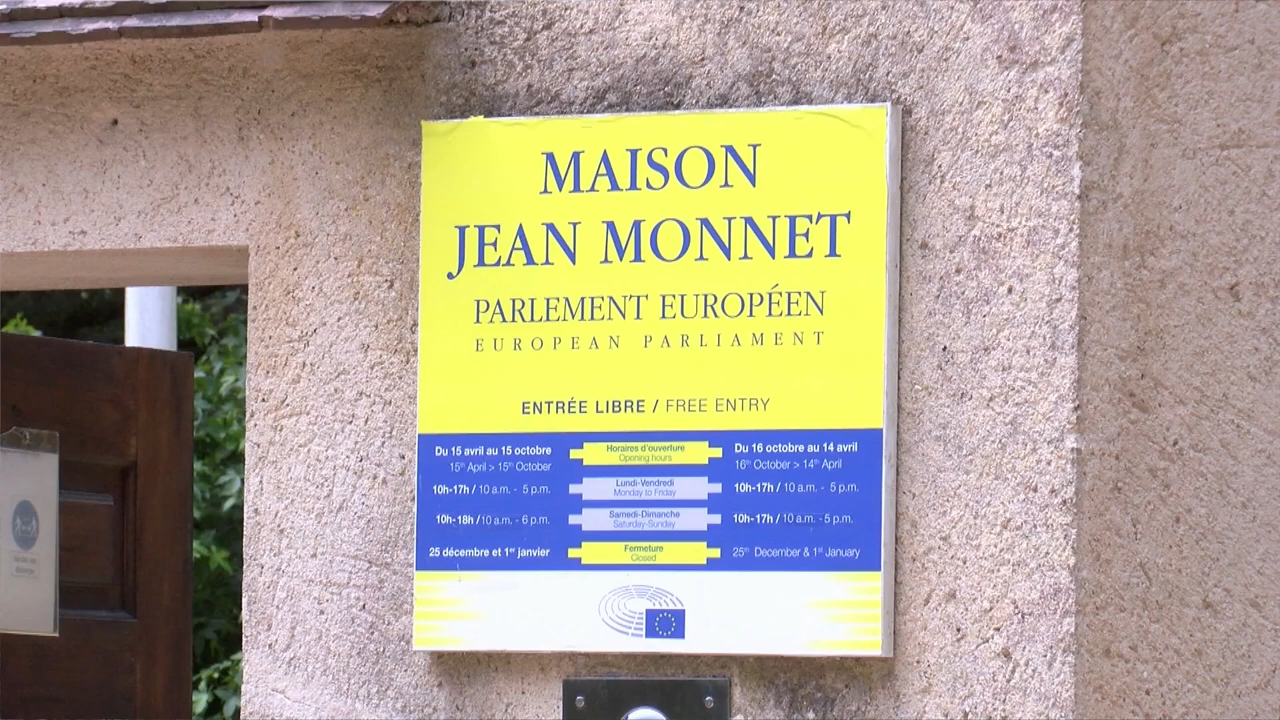 MAISON
JEAN MONNET
PARLEMENT EUROPÉEN
EUROPEAN PARLIAMENT
ENTRÉE LIBRE / FREE ENTRY
Du 15 avril au 15 octobre
15th April > 15th October
Horaires d'ouverture
Opening hours
Du 16 octobre au 14 avril
16th October > 14th April
10h-17h / 10 a.m. - 5 p.m.
Lundi-Vendredi
Monday to Friday
10h-17h / 10 a.m. - 5 p.m.
10h-18h / 10 a.m. - 6 p.m.
Samedi-Dimanche
Saturday-Sunday
10h-17h / 10 a.m. - 5 p.m.
25 décembre et 1er janvier
Fermeture
Closed
25th December & 1st January